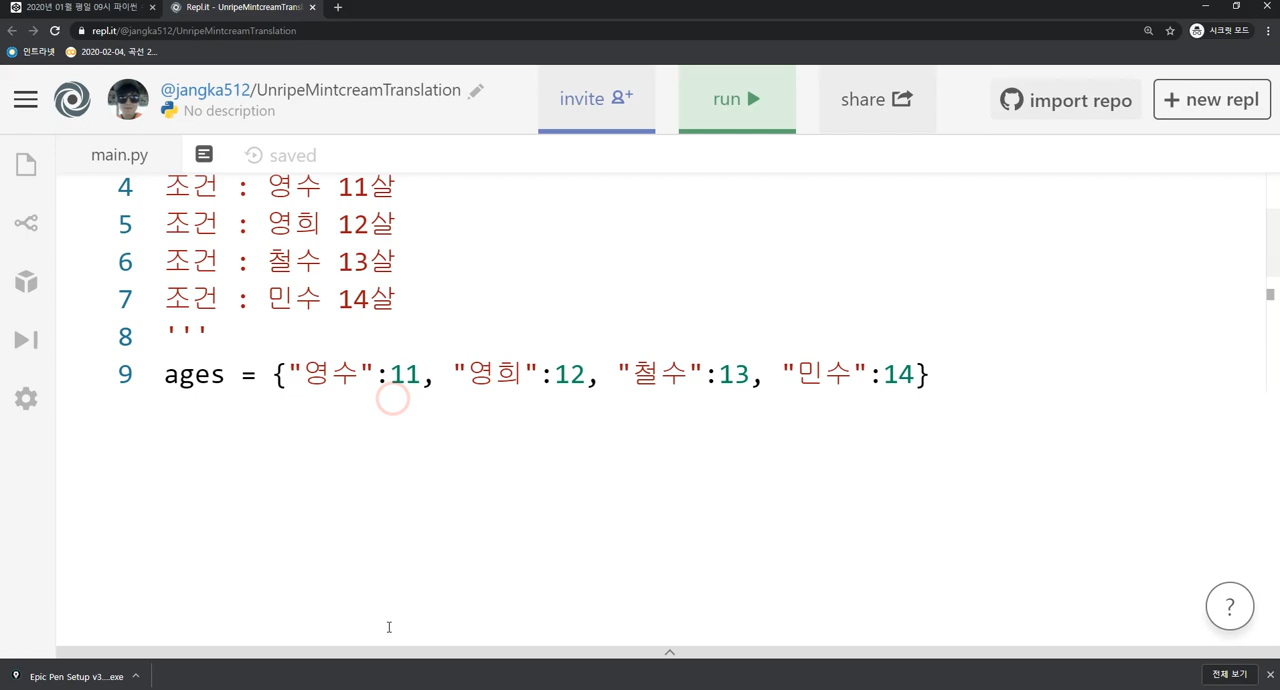 2020년 01월 평일 09시 파이썬
Repl.it - UnripeMintcreamTransl
repl.it/@jangka512/UnripeMintcreamTranslation
시크릿 모드
인트라넷
2020-02-04, 곡선 2...
@jangka512/UnripeMintcreamTranslation
No description
invite
run
share
import repo
+ new repl
main.py
saved
4 조건 : 영수 11살
5 조건 : 영희 12살
6 조건 : 철수 13살
7 조건 : 민수 14살
8 '''
9 ages = {"영수":11, "영희":12, "철수":13, "민수":14}
?
Epic Pen Setup v3....exe
전체 보기